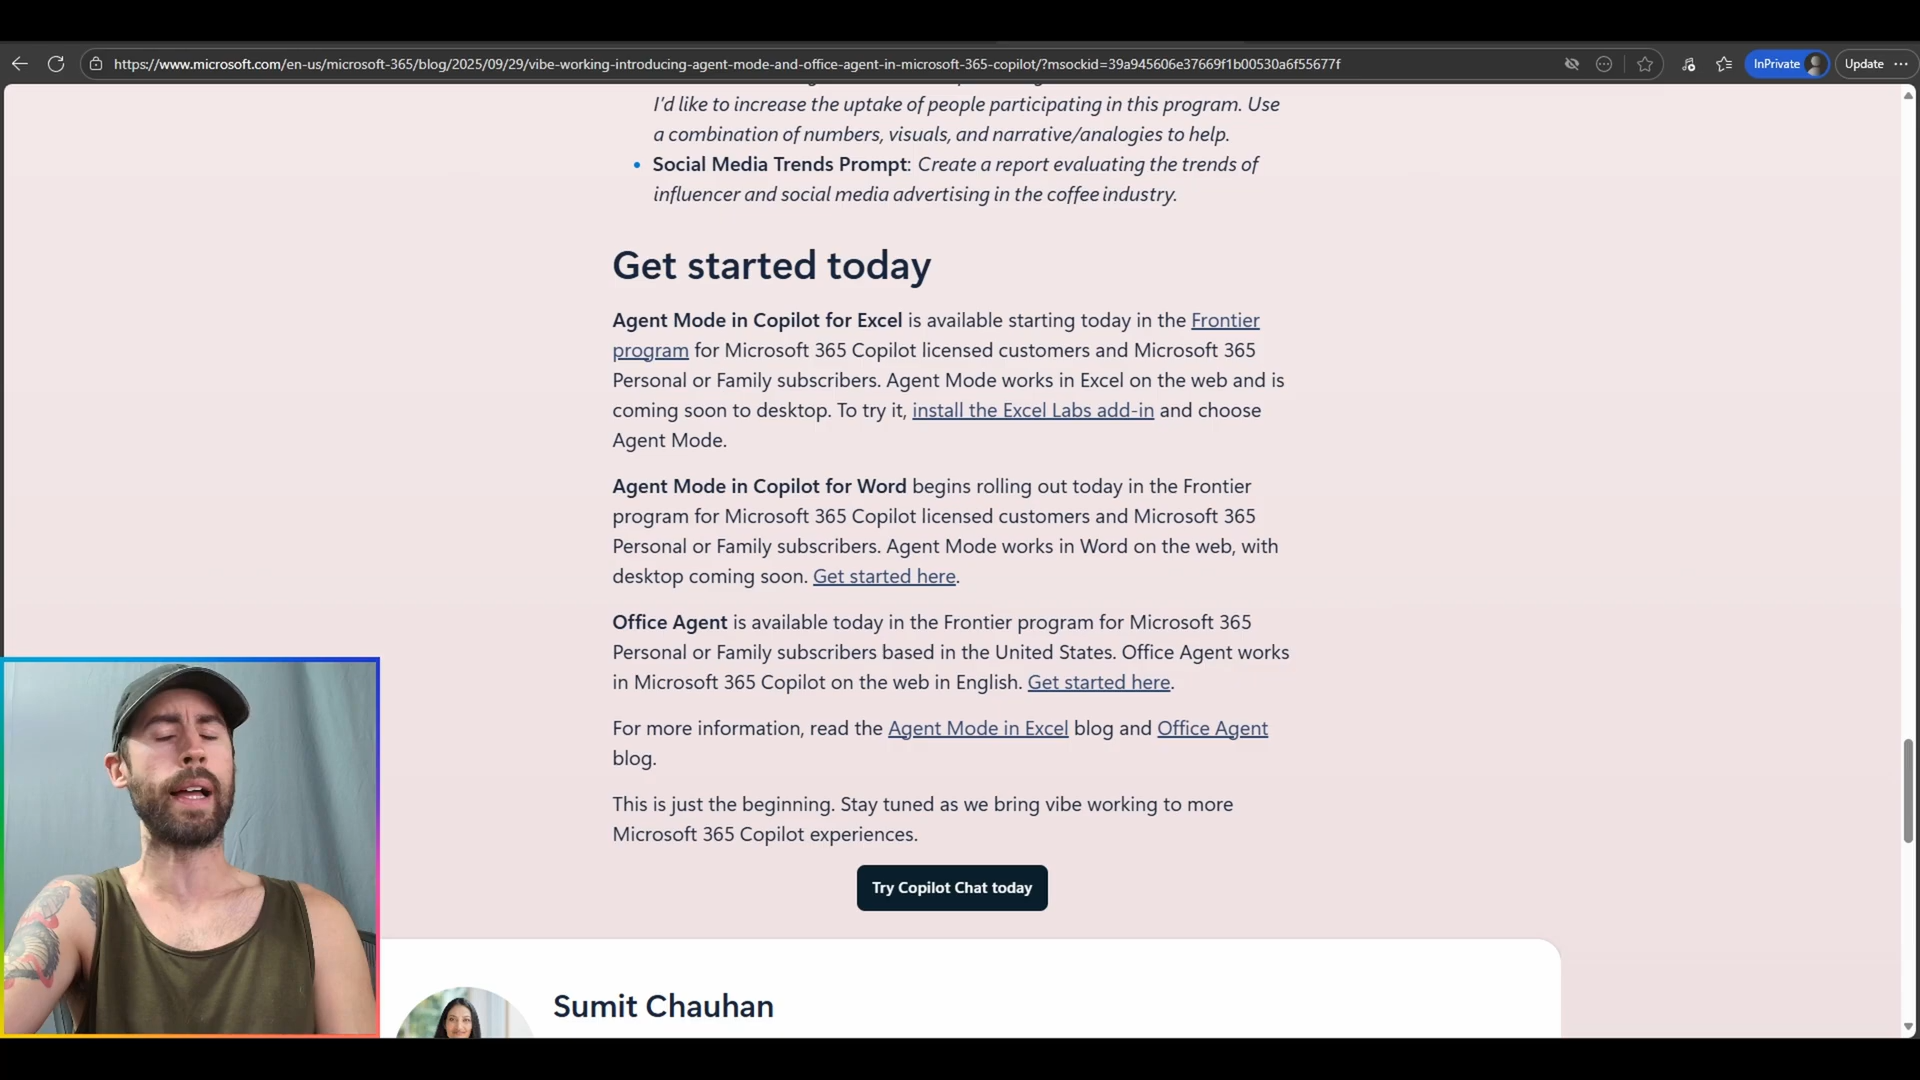 https://www.microsoft.com/en-us/microsoft-365/blog/2025/09/29/vibe-working-introducing-agent-mode-and-office-agent-in-microsoft-365-copilot/?msockid=39a945606e37669f1b00530a6f55677f
InPrivate
Update
I'd like to increase the uptake of people participating in this program. Use
a combination of numbers, visuals, and narrative/analogies to help.
• Social Media Trends Prompt: Create a report evaluating the trends of
influencer and social media advertising in the coffee industry.
Get started today
Agent Mode in Copilot for Excel is available starting today in the Frontier
program for Microsoft 365 Copilot licensed customers and Microsoft 365
Personal or Family subscribers. Agent Mode works in Excel on the web and is
coming soon to desktop. To try it, install the Excel Labs add-in and choose
Agent Mode.
Agent Mode in Copilot for Word begins rolling out today in the Frontier
program for Microsoft 365 Copilot licensed customers and Microsoft 365
Personal or Family subscribers. Agent Mode works in Word on the web, with
desktop coming soon. Get started here.
Office Agent is available today in the Frontier program for Microsoft 365
Personal or Family subscribers based in the United States. Office Agent works
in Microsoft 365 Copilot on the web in English. Get started here.
For more information, read the Agent Mode in Excel blog and Office Agent
blog.
This is just the beginning. Stay tuned as we bring vibe working to more
Microsoft 365 Copilot experiences.
Try Copilot Chat today
Sumit Chauhan